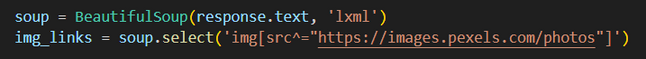 soup = BeautifulSoup(response.text, 'lxml')
img_links = soup.select('img[src^="https://images.pexels.com/photos"]')